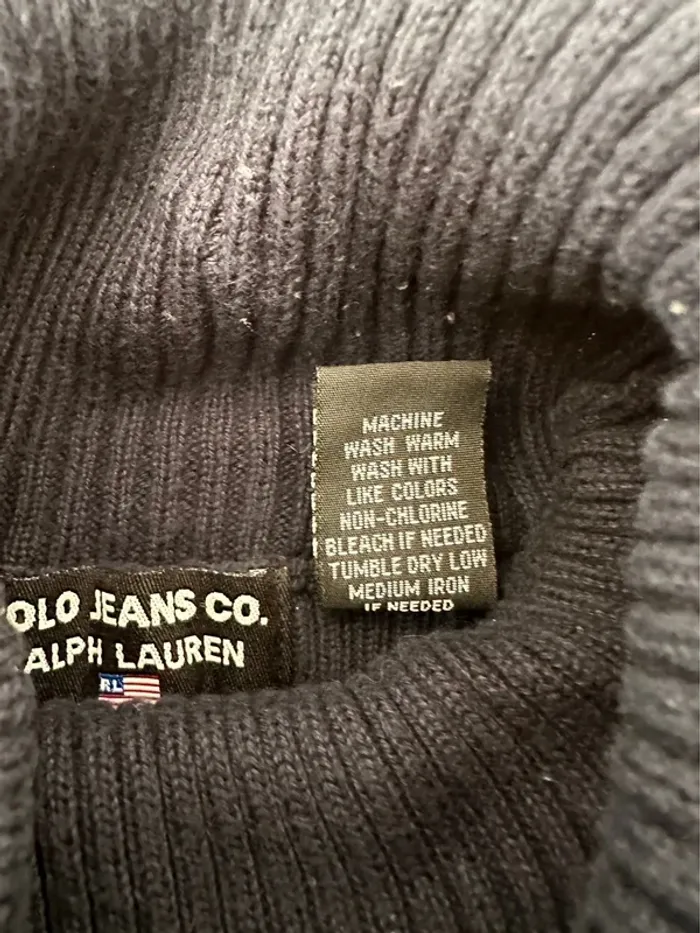 MACHINE
WASH WARM
WASH WITH
LIKE COLORS
NON-CHLORINE
BLEACH IF NEEDED
TUMBLE DRY LOW
MEDIUM IRON
IF NEEDED
OLO JEANS CO.
ALPH LAUREN
RL